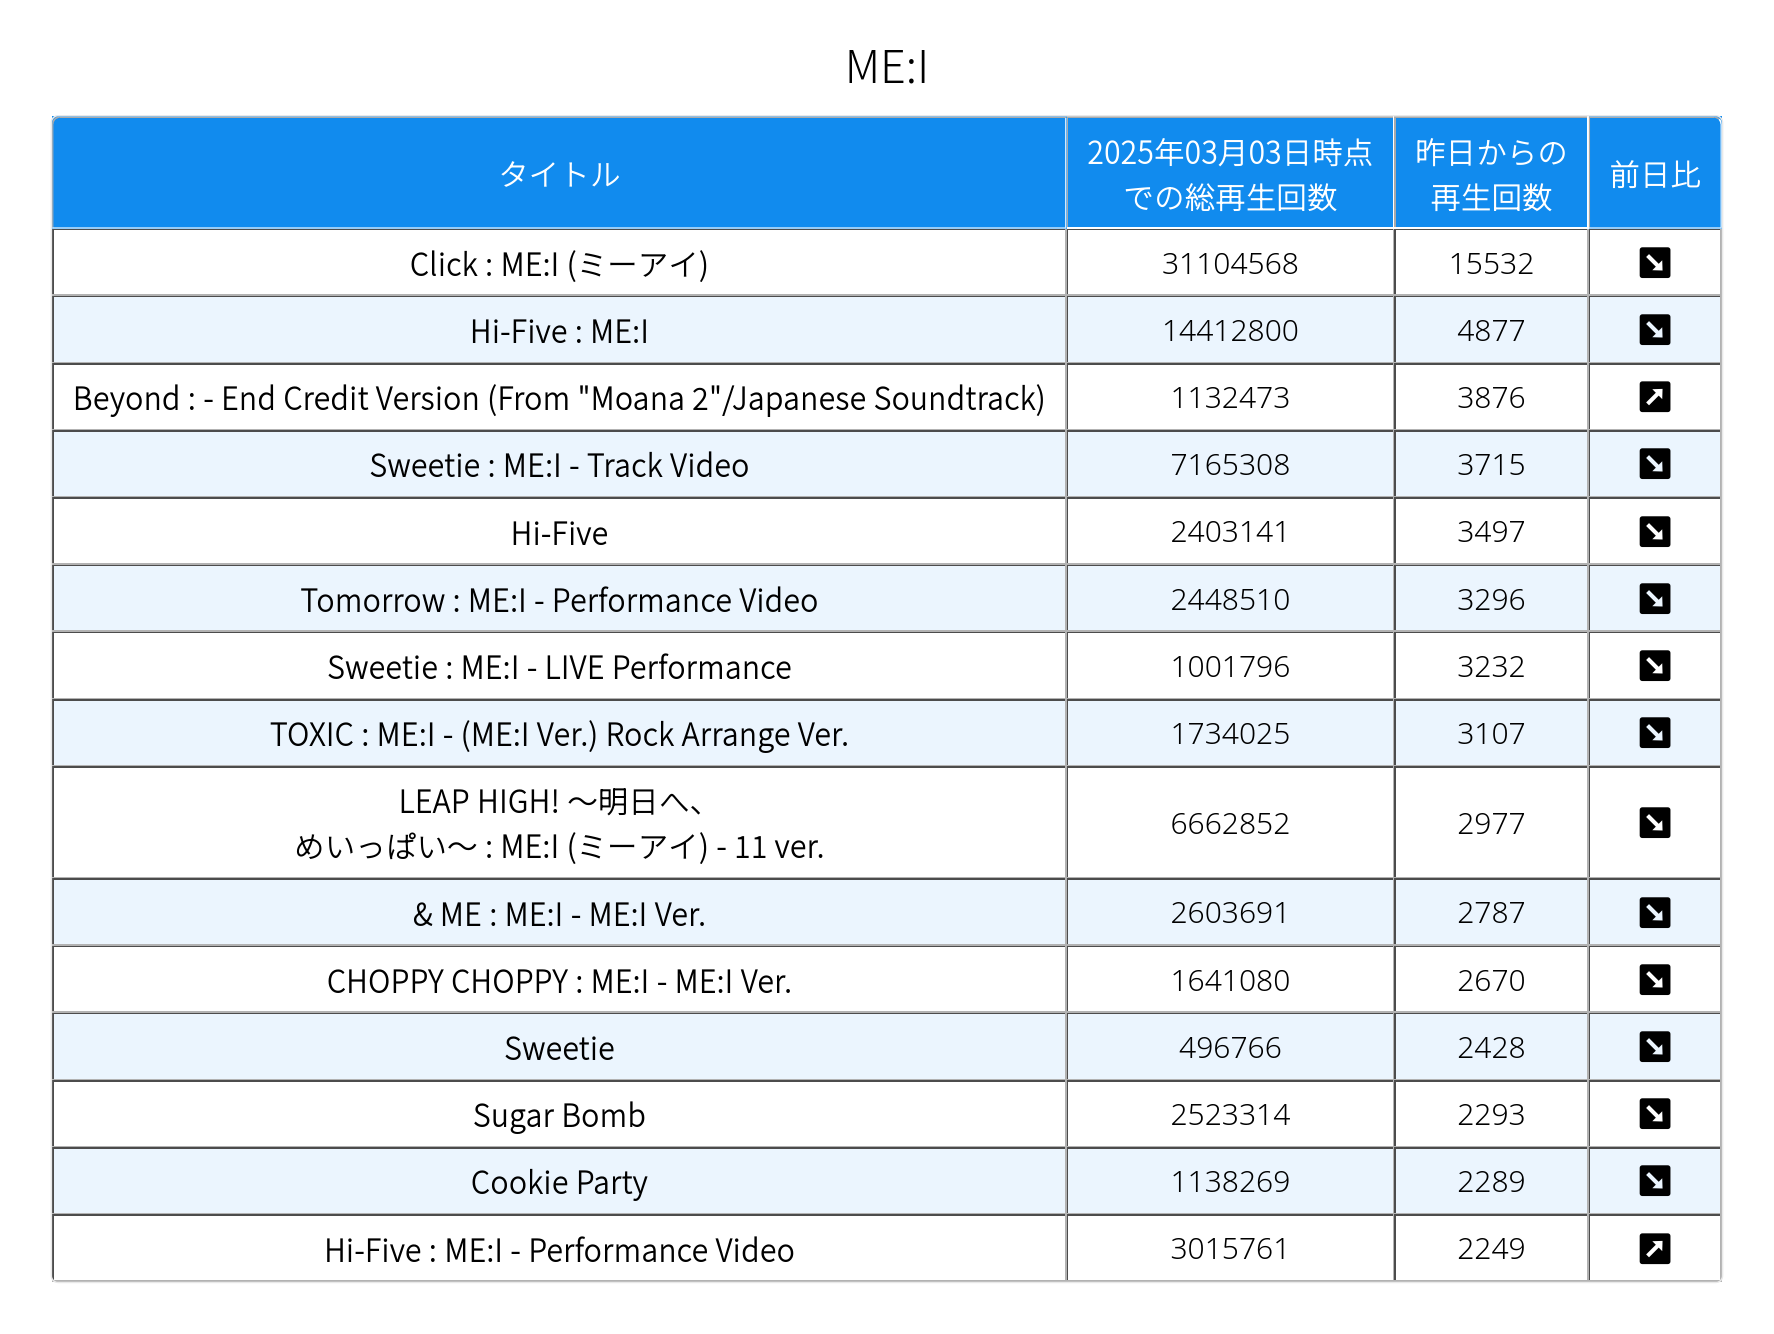 ME:I
タイトル 2025年03月03日時点 昨日からの 前日比
での総再生回数 再生回数
Click : ME:I (ミーアイ) 31104568 15532
Hi-Five : ME:I 14412800 4877
Beyond : - End Credit Version (From "Moana 2"/Japanese Soundtrack) 1132473 3876
Sweetie : ME:I - Track Video 7165308 3715
Hi-Five 2403141 3497
Tomorrow : ME:I - Performance Video 2448510 3296
Sweetie : ME:I - LIVE Performance 1001796 3232
TOXIC : ME:I - (ME:I Ver.) Rock Arrange Ver. 1734025 3107
LEAP HIGH! 〜明日へ、
めいっぱい〜 : ME:I (ミーアイ) - 11 ver. 6662852 2977
& ME : ME:I - ME:I Ver. 2603691 2787
CHOPPY CHOPPY : ME:I - ME:I Ver. 1641080 2670
Sweetie 496766 2428
Sugar Bomb 2523314 2293
Cookie Party 1138269 2289
Hi-Five : ME:I - Performance Video 3015761 2249